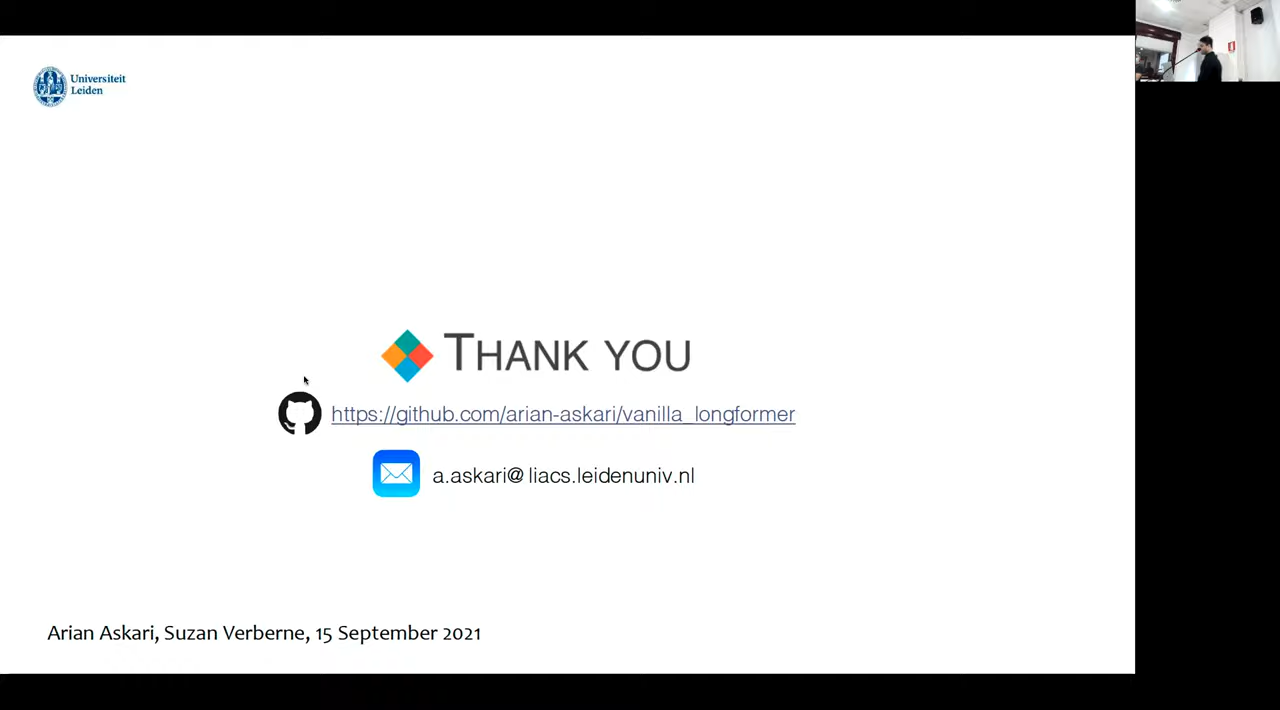 Universiteit
Leiden
THANK YOU
https://github.com/arian-askari/vanilla_longformer
a.askari@liacs.leidenuniv.nl
Arian Askari, Suzan Verberne, 15 September 2021